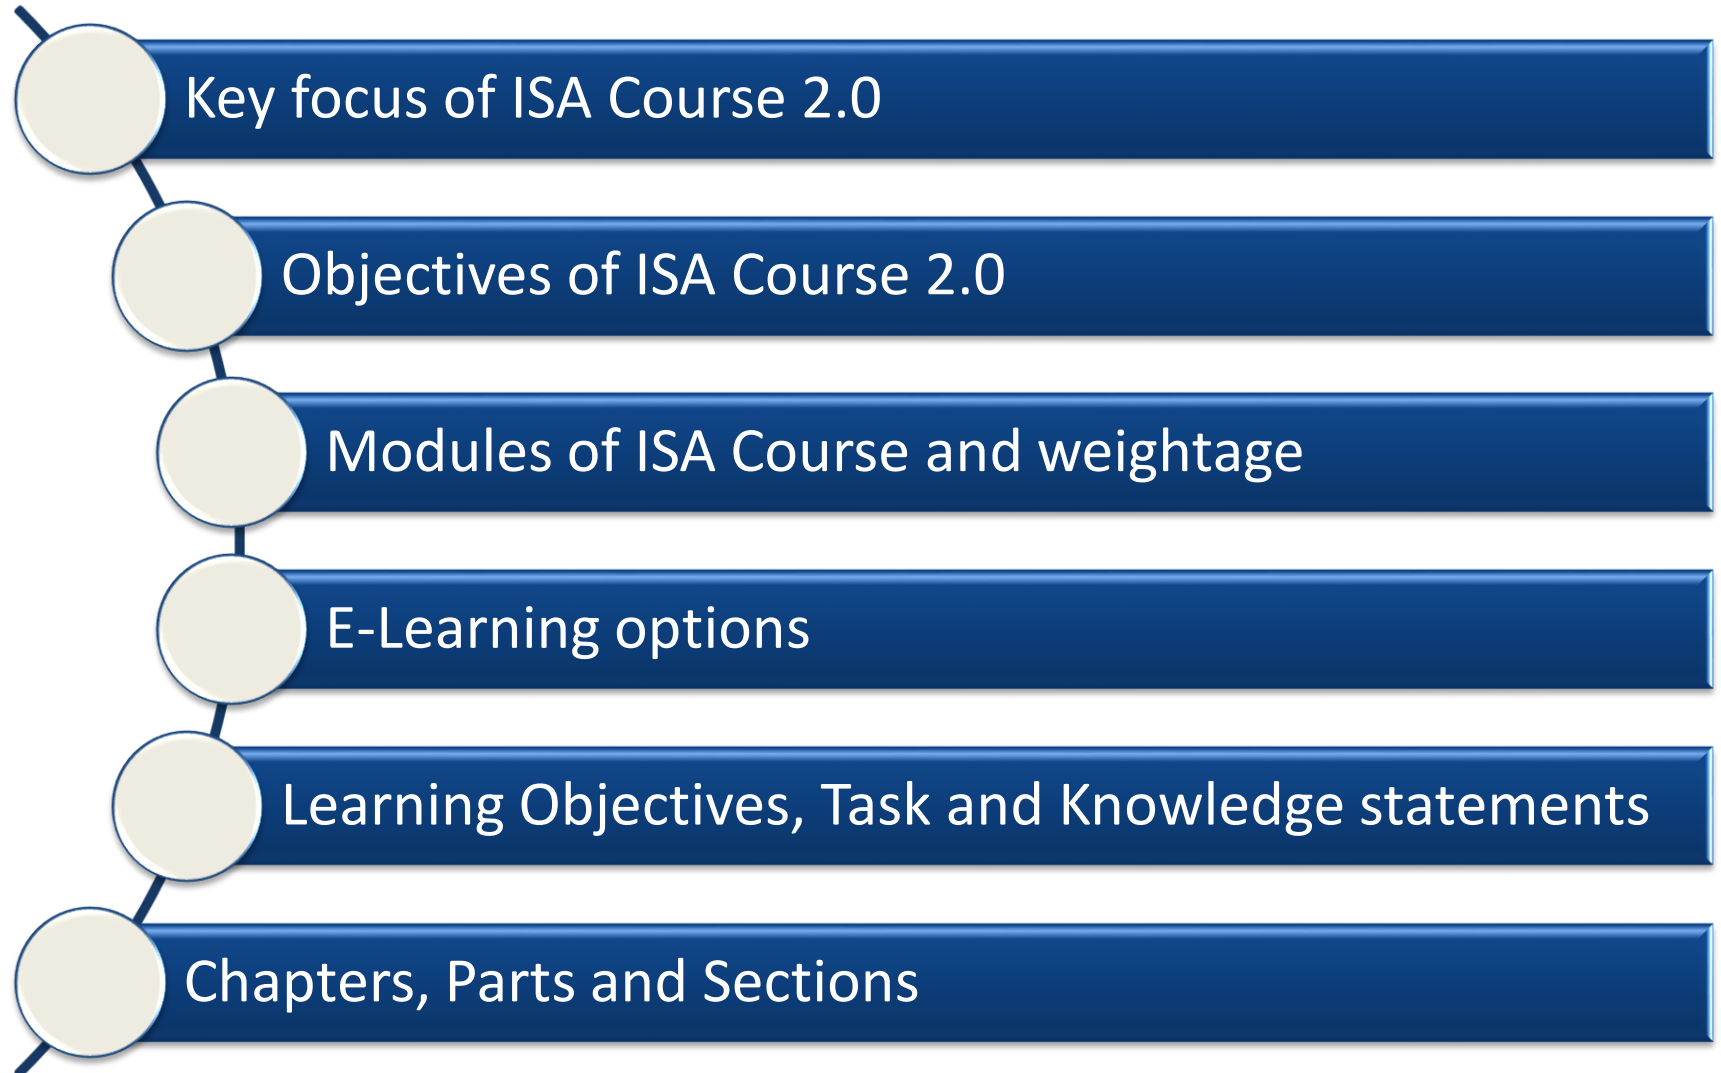 Key focus of ISA Course 2.0
Objectives of ISA Course 2.0
Modules of ISA Course and weightage
E-Learning options
Learning Objectives, Task and Knowledge statements
Chapters, Parts and Sections